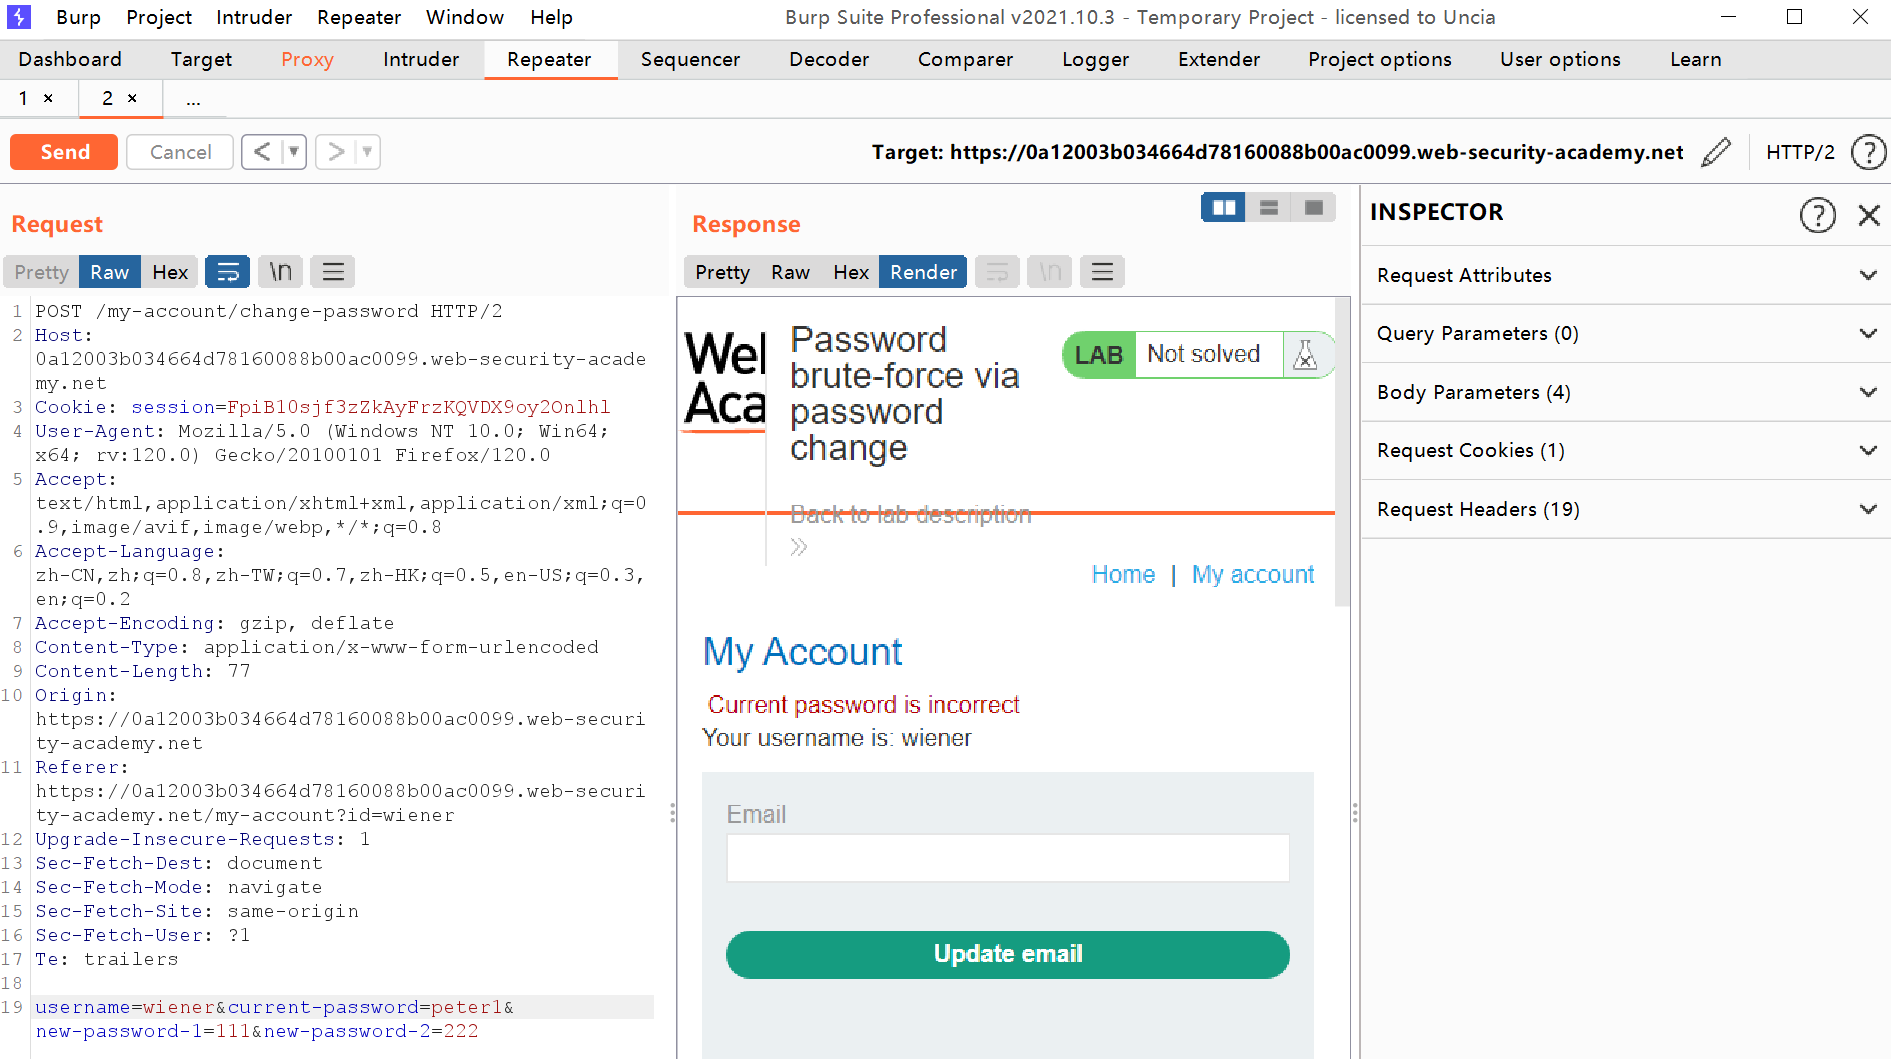 Burp Project Intruder Repeater Window Help
Burp Suite Professional v2021.10.3 - Temporary Project - licensed to Uncia
Dashboard Target Proxy Intruder Repeater Sequencer Decoder Comparer Logger Extender Project options User options Learn
1 × 2 × ...
Send Cancel < ▼ > ▼
Target: https://0a12003b034664d78160088b00ac0099.web-security-academy.net HTTP/2 ?
Request
Pretty Raw Hex \n
1 POST /my-account/change-password HTTP/2
2 Host:
0a12003b034664d78160088b00ac0099.web-security-acade
my.net
3 Cookie: session=FpiB10sjf3zZkAyFrzKQVDX9oy2Onlhl
4 User-Agent: Mozilla/5.0 (Windows NT 10.0; Win64;
x64; rv:120.0) Gecko/20100101 Firefox/120.0
5 Accept:
text/html,application/xhtml+xml,application/xml;q=0
.9,image/avif,image/webp,*/*;q=0.8
6 Accept-Language:
zh-CN,zh;q=0.8,zh-TW;q=0.7,zh-HK;q=0.5,en-US;q=0.3,
en;q=0.2
7 Accept-Encoding: gzip, deflate
8 Content-Type: application/x-www-form-urlencoded
9 Content-Length: 77
10 Origin:
https://0a12003b034664d78160088b00ac0099.web-securi
ty-academy.net
11 Referer:
https://0a12003b034664d78160088b00ac0099.web-securi
ty-academy.net/my-account?id=wiener
12 Upgrade-Insecure-Requests: 1
13 Sec-Fetch-Dest: document
14 Sec-Fetch-Mode: navigate
15 Sec-Fetch-Site: same-origin
16 Sec-Fetch-User: ?1
17 Te: trailers
18
19 username=wiener&current-password=peter1&
new-password-1=111&new-password-2=222
Response
Pretty Raw Hex Render \n
Wel
Aca
Password
brute-force via
password
change
LAB Not solved
Back to lab description
Home | My account
My Account
Current password is incorrect
Your username is: wiener
Email
Update email
INSPECTOR ?
Request Attributes
Query Parameters (0)
Body Parameters (4)
Request Cookies (1)
Request Headers (19)